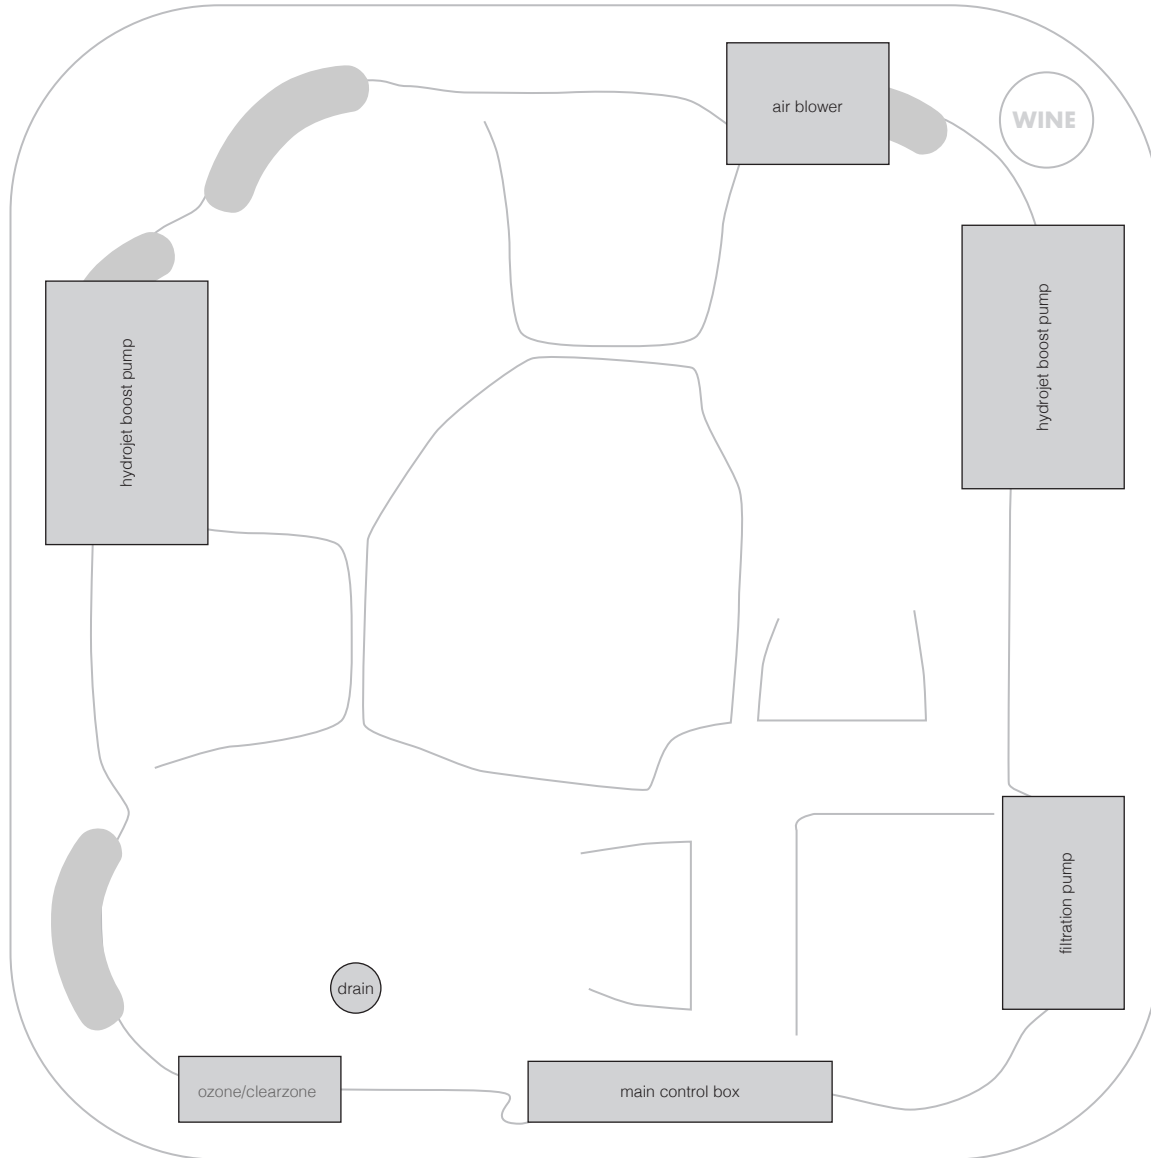 air blower
WINE
hydrojet boost pump
hydrojet boost pump
filtration pump
drain
ozone/clearzone
main control box